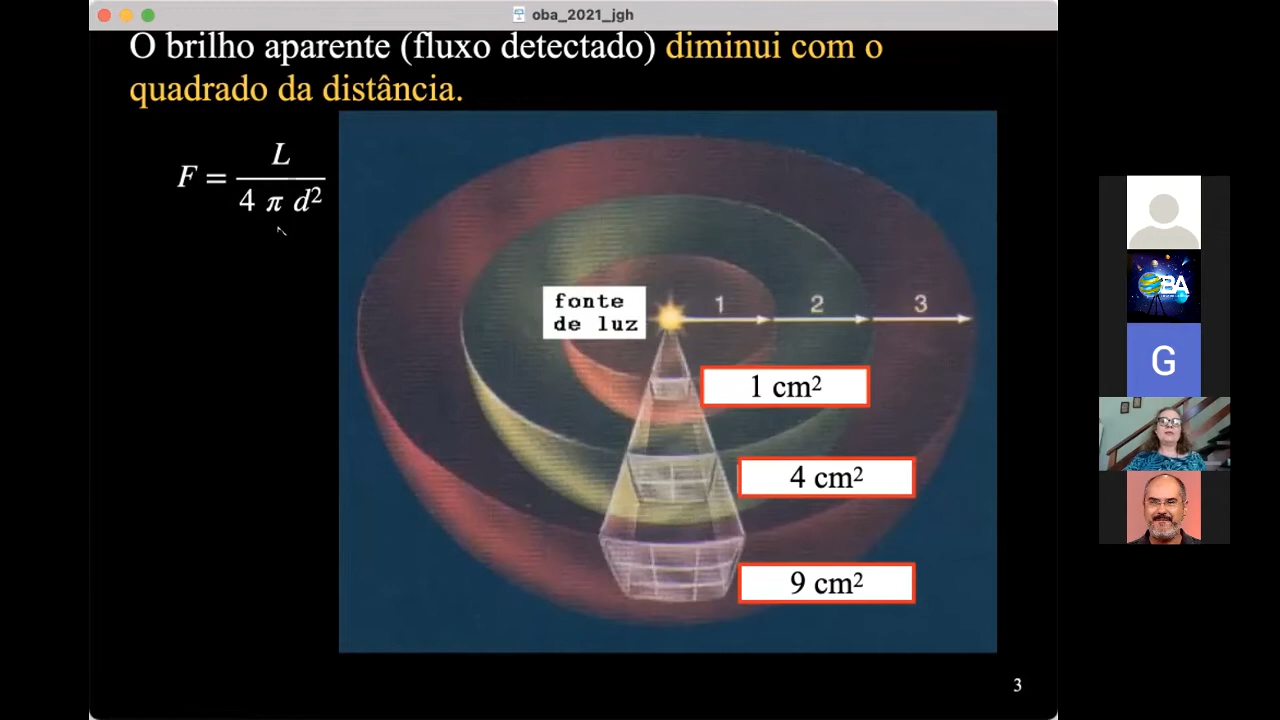 oba_2021_jgh
O brilho aparente (fluxo detectado) diminui com o
quadrado da distância.
F = L / 4 π d²
fonte
de luz
1 2 3
1 cm²
4 cm²
9 cm²
3
OBA
G